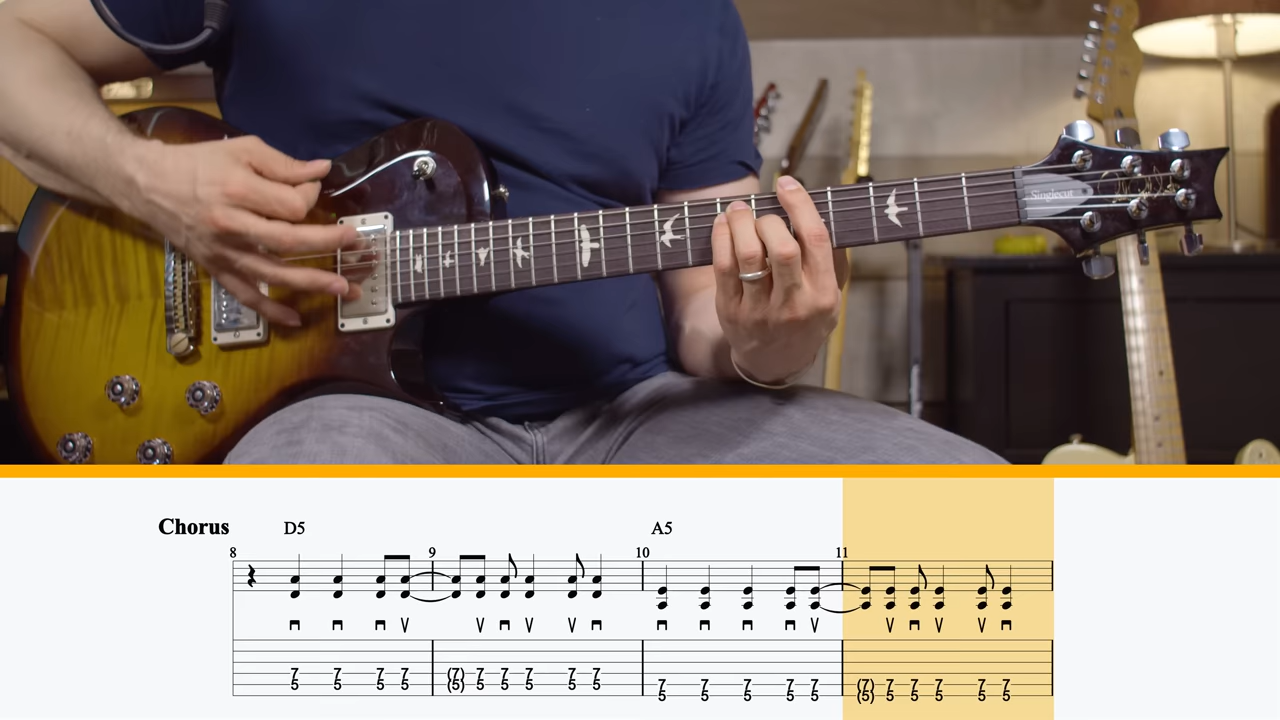 Singlecut
Chorus D5 A5
8 9 10 11
7 7 7 7 (7) 7 7 7 7 7
5 5 5 5 (5) 5 5 5 5 5
7 7 7 7 7 (7) 7 7 7 7 7
5 5 5 5 5 (5) 5 5 5 5 5